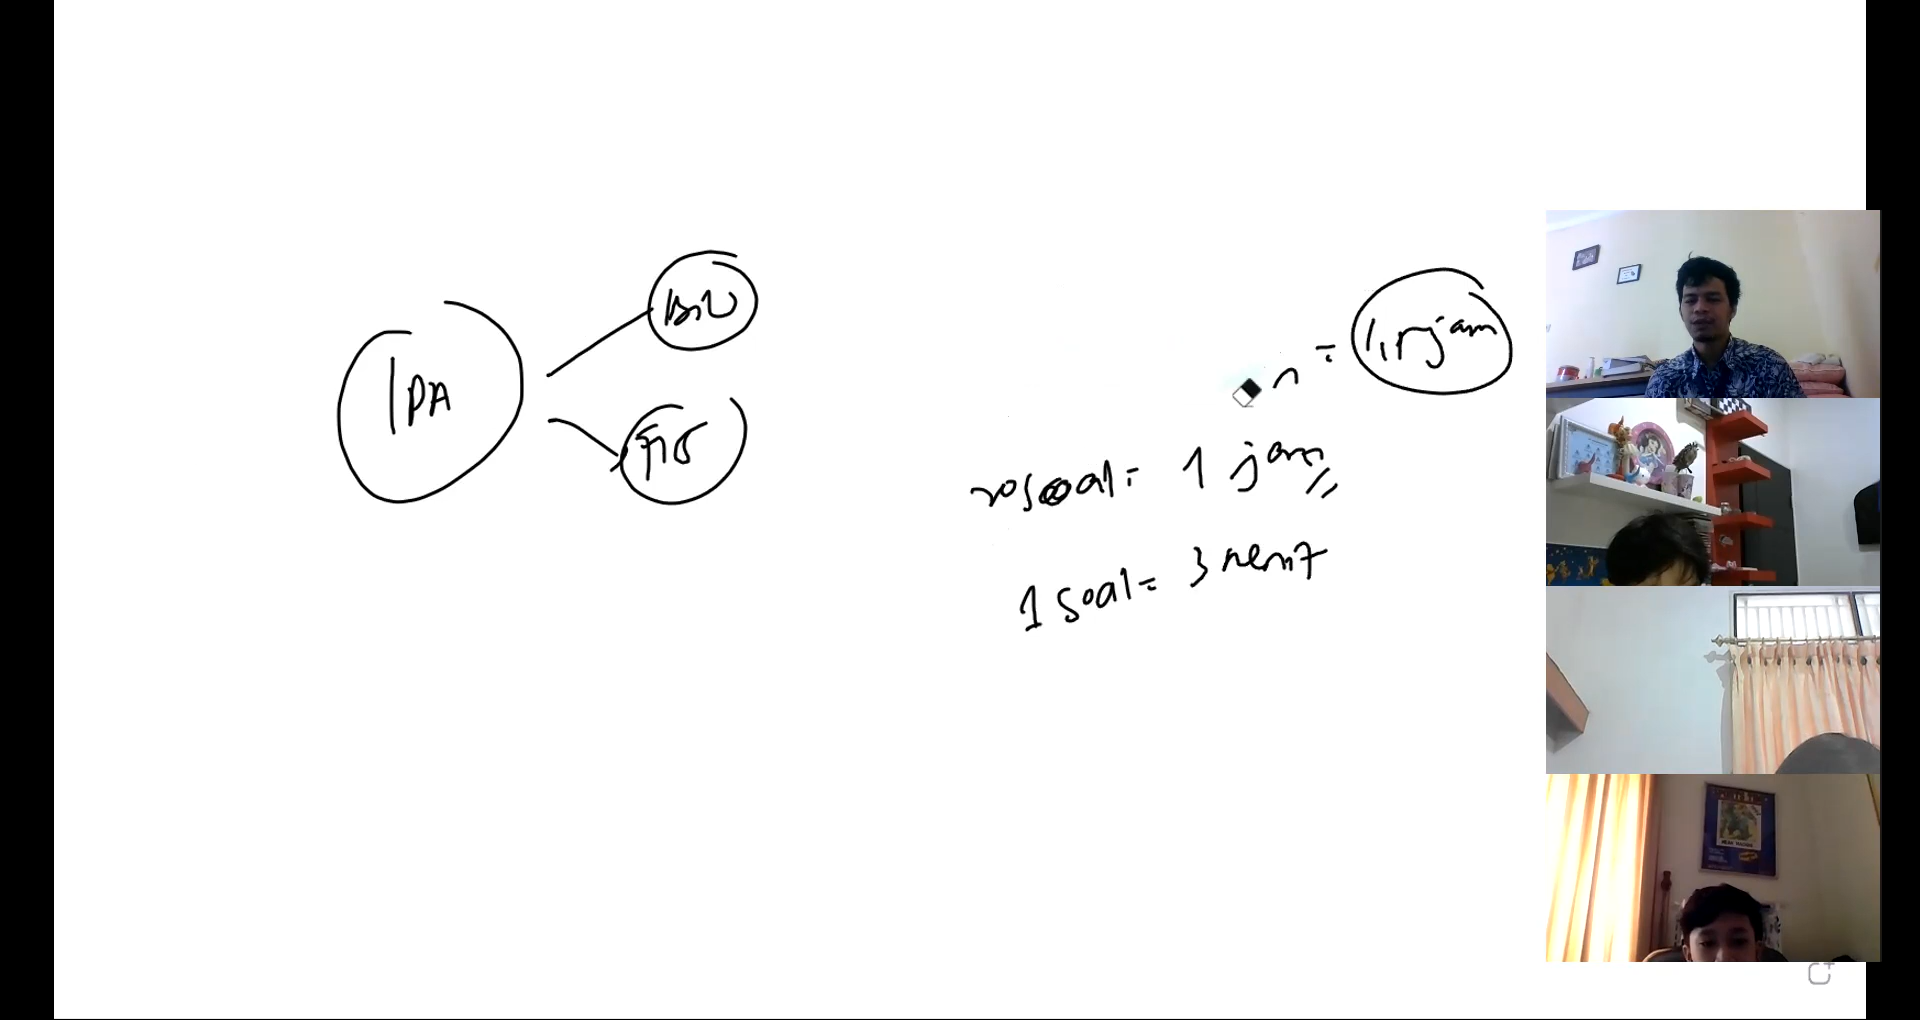 IPA
Bio
Fis
n = 1,5 jam
20 soal = 1 jam
1 soal = 3 menit